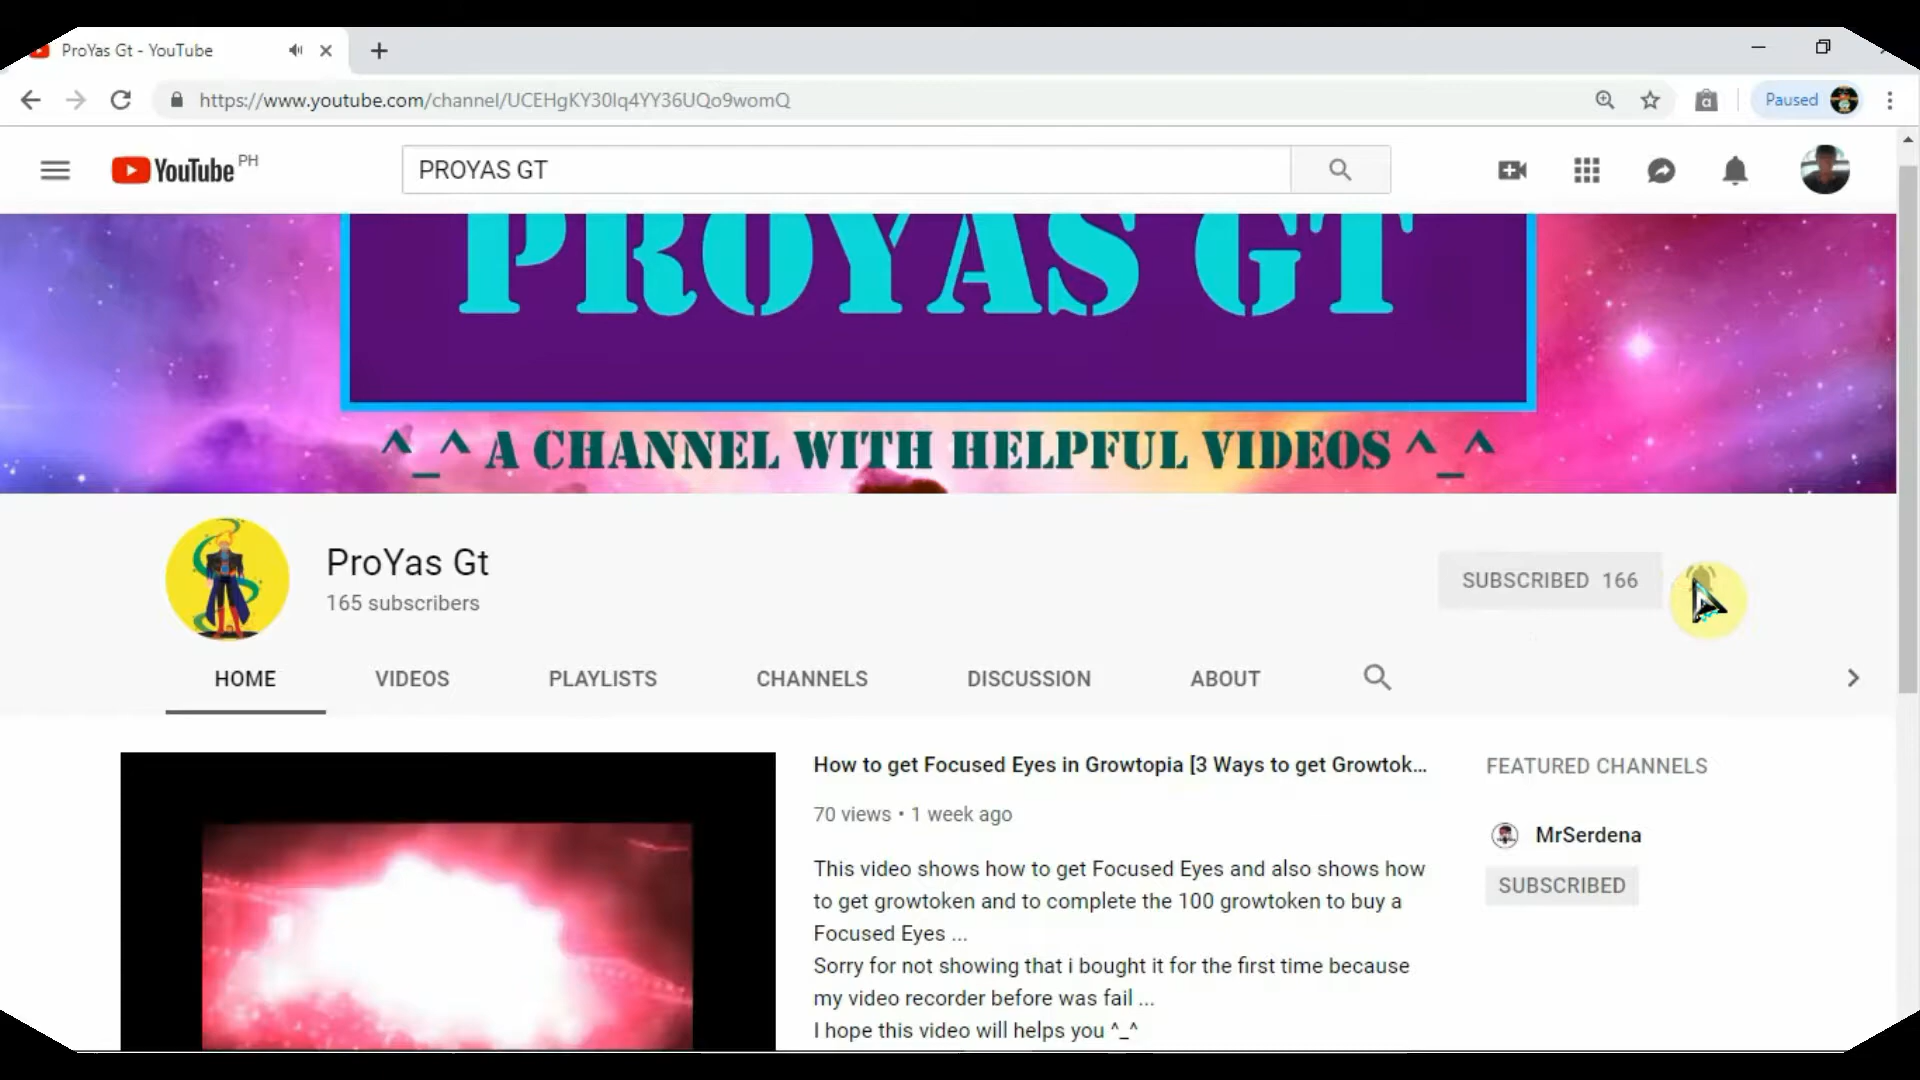 ProYas Gt - YouTube
https://www.youtube.com/channel/UCEHgKY30Iq4YY36UQo9womQ
Paused
YouTube PH
PROYAS GT
PROYAS GT
^_^ A CHANNEL WITH HELPFUL VIDEOS ^_^
ProYas Gt
165 subscribers
SUBSCRIBED 166
HOME
VIDEOS
PLAYLISTS
CHANNELS
DISCUSSION
ABOUT
How to get Focused Eyes in Growtopia [3 Ways to get Growtok...
70 views • 1 week ago
This video shows how to get Focused Eyes and also shows how
to get growtoken and to complete the 100 growtoken to buy a
Focused Eyes ...
Sorry for not showing that i bought it for the first time because
my video recorder before was fail ...
I hope this video will helps you ^_^
FEATURED CHANNELS
MrSerdena
SUBSCRIBED